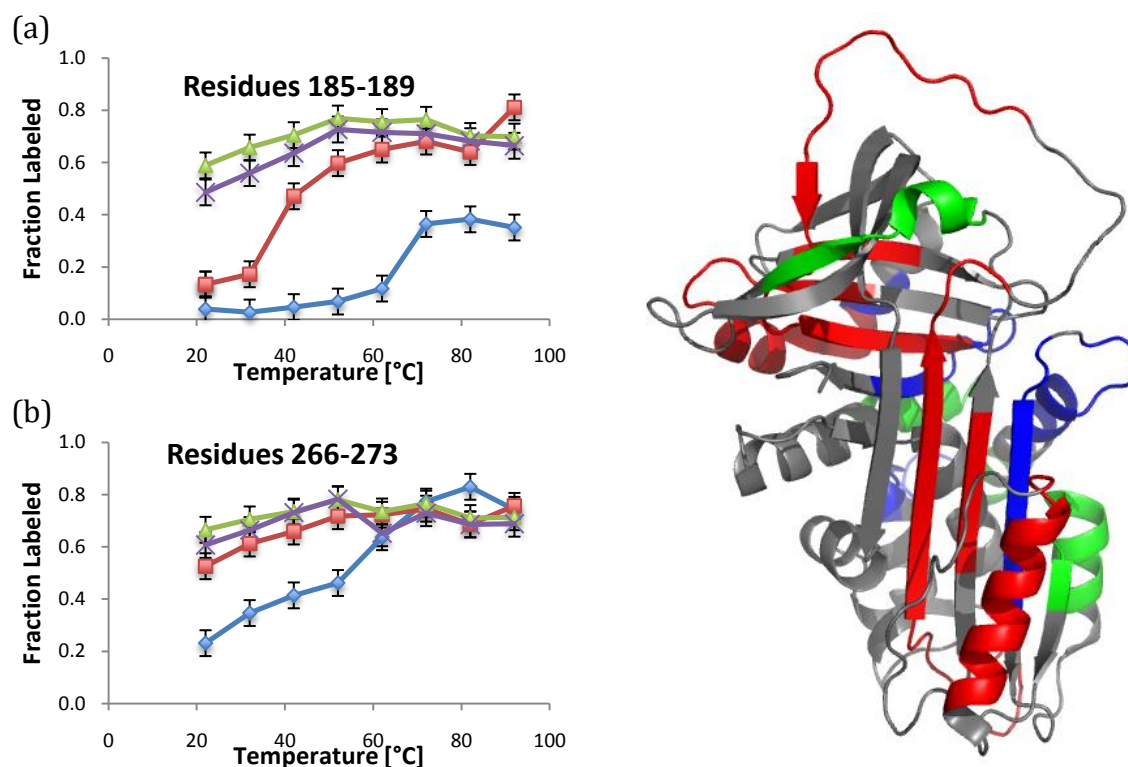 (a)
Residues 185-189
Fraction Labeled
1.0
0.8
0.6
0.4
0.2
0.0
0 20 40 60 80 100
Temperature [°C]
(b)
Residues 266-273
Fraction Labeled
1.0
0.8
0.6
0.4
0.2
0.0
0 20 40 60 80 100
Temperature [°C]